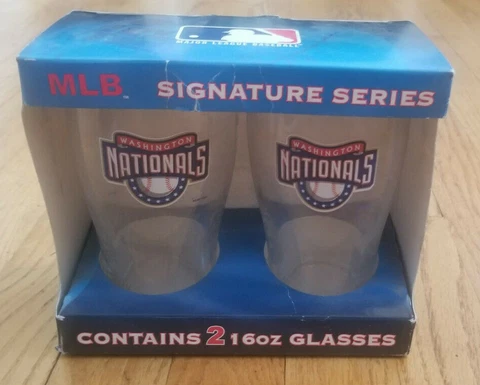 MAJOR LEAGUE BASEBALL
MLB SIGNATURE SERIES
WASHINGTON
NATIONALS
WASHINGTON
NATIONALS
CONTAINS 2 16OZ GLASSES